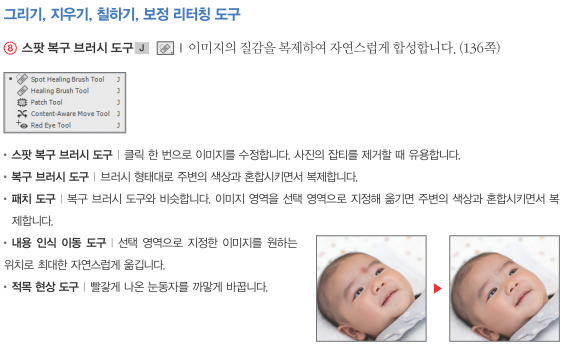 그리기, 지우기, 칠하기, 보정 리터칭 도구
⑧ 스팟 복구 브러시 도구 J | 이미지의 질감을 복제하여 자연스럽게 합성합니다. (136쪽)
Spot Healing Brush Tool J
Healing Brush Tool J
Patch Tool J
Content-Aware Move Tool J
Red Eye Tool J
• 스팟 복구 브러시 도구 | 클릭 한 번으로 이미지를 수정합니다. 사진의 잡티를 제거할 때 유용합니다.
• 복구 브러시 도구 | 브러시 형태대로 주변의 색상과 혼합시키면서 복제합니다.
• 패치 도구 | 복구 브러시 도구와 비슷합니다. 이미지 영역을 선택 영역으로 지정해 옮기면 주변의 색상과 혼합시키면서 복
제합니다.
• 내용 인식 이동 도구 | 선택 영역으로 지정한 이미지를 원하는
위치로 최대한 자연스럽게 옮깁니다.
• 적목 현상 도구 | 빨갛게 나온 눈동자를 까맣게 바꿉니다.